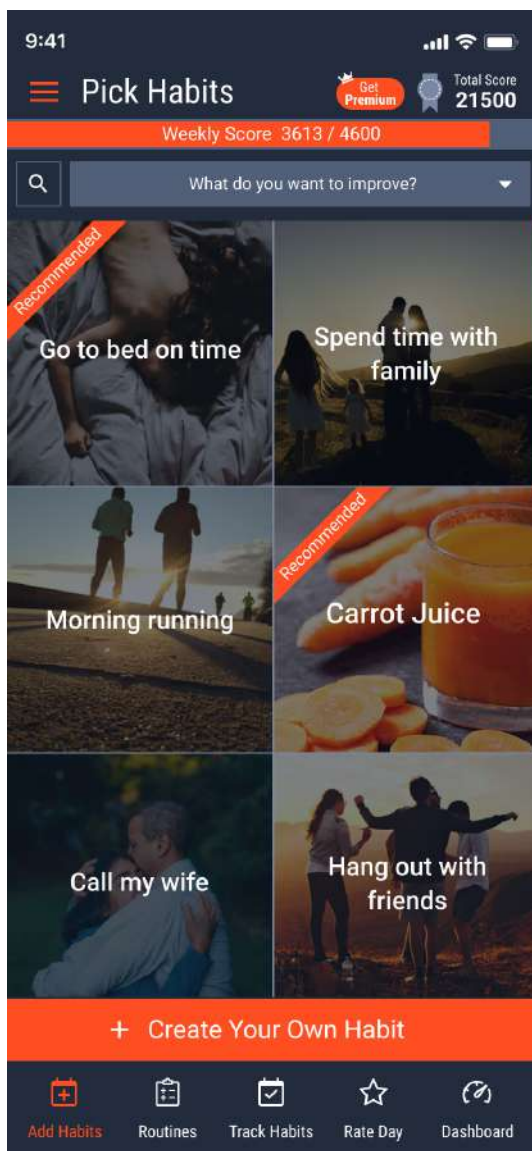 9:41
Pick Habits
Get
Premium
Total Score
21500
Weekly Score 3613 / 4600
What do you want to improve?
Recommended
Go to bed on time
Spend time with
family
Morning running
Recommended
Carrot Juice
Call my wife
Hang out with
friends
+ Create Your Own Habit
Add Habits
Routines
Track Habits
Rate Day
Dashboard